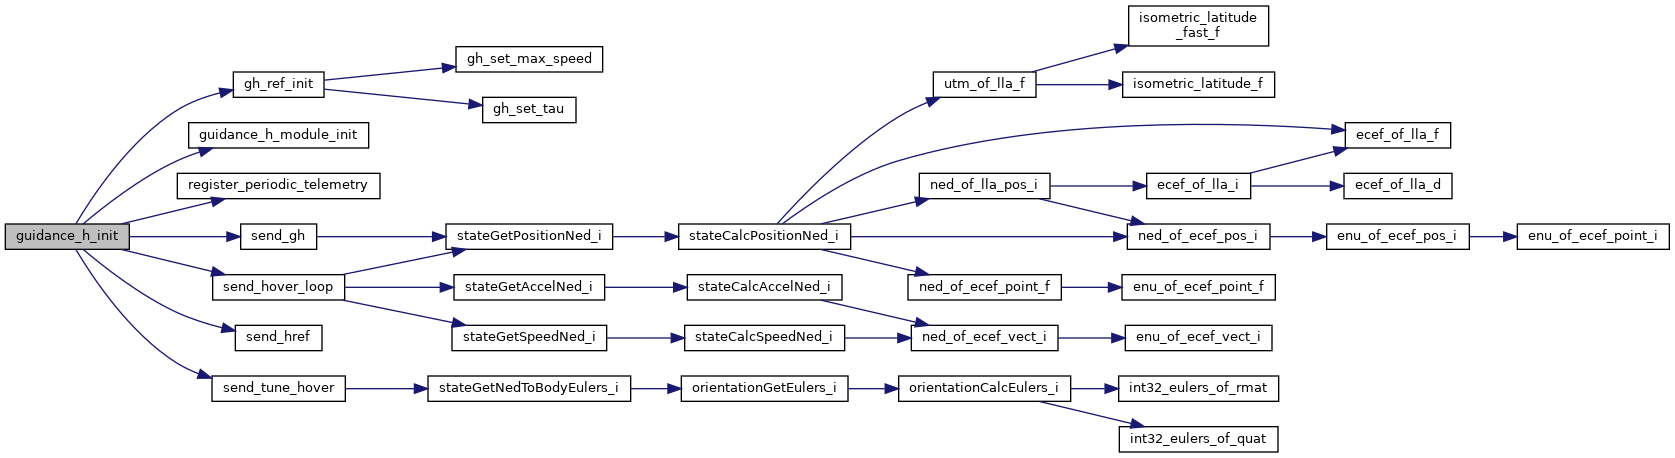 isometric_latitude
_fast_f
gh_set_max_speed
gh_ref_init
utm_of_lla_f
isometric_latitude_f
gh_set_tau
guidance_h_module_init
ecef_of_lla_f
register_periodic_telemetry
ned_of_lla_pos_i
ecef_of_lla_i
ecef_of_lla_d
guidance_h_init
send_gh
stateGetPositionNed_i
stateCalcPositionNed_i
ned_of_ecef_pos_i
enu_of_ecef_pos_i
enu_of_ecef_point_i
send_hover_loop
stateGetAccelNed_i
stateCalcAccelNed_i
ned_of_ecef_point_f
enu_of_ecef_point_f
send_href
stateGetSpeedNed_i
stateCalcSpeedNed_i
ned_of_ecef_vect_i
enu_of_ecef_vect_i
send_tune_hover
stateGetNedToBodyEulers_i
orientationGetEulers_i
orientationCalcEulers_i
int32_eulers_of_rmat
int32_eulers_of_quat